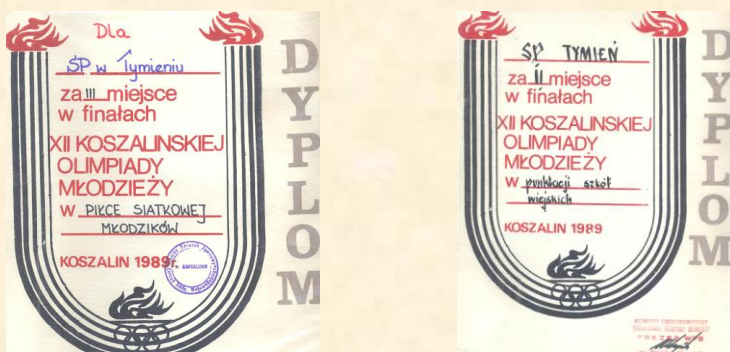 Dla
SP w Tymieniu
za III miejsce
w finałach
XII KOSZALINSKIEJ
OLIMPIADY
MŁODZIEŻY
W PIŁCE SIATKOWEJ
MŁODZIKÓW
KOSZALIN 1989r.
DYPLOM
SP TYMIEŃ
za II miejsce
w finałach
XII KOSZALINSKIEJ
OLIMPIADY
MŁODZIEŻY
W punktacji szkół
wiejskich
KOSZALIN 1989
DYPLOM